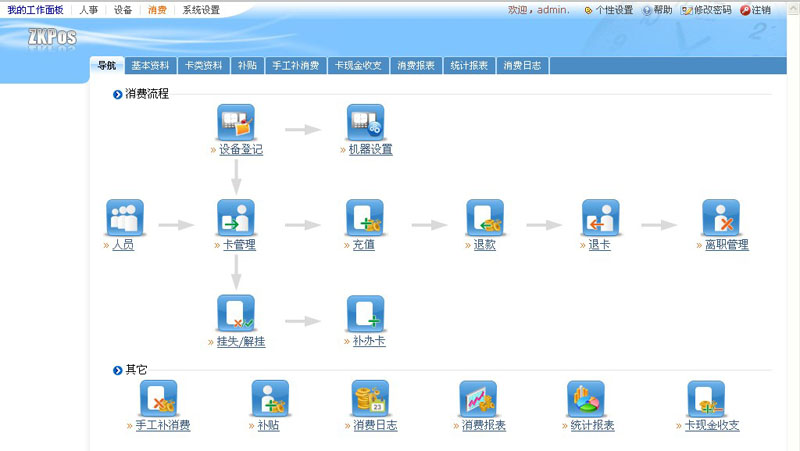 我的工作面板 人事 设备 消费 系统设置 欢迎，admin. 个性设置 帮助 修改密码 注销
ZKPos
导航 基本资料 卡类资料 补贴 手工补消费 卡现金收支 消费报表 统计报表 消费日志
消费流程
» 设备登记 » 机器设置
» 人员 » 卡管理 » 充值 » 退款 » 退卡 » 离职管理
» 挂失/解挂 » 补办卡
其它
23
» 手工补消费 » 补贴 » 消费日志 » 消费报表 » 统计报表 » 卡现金收支